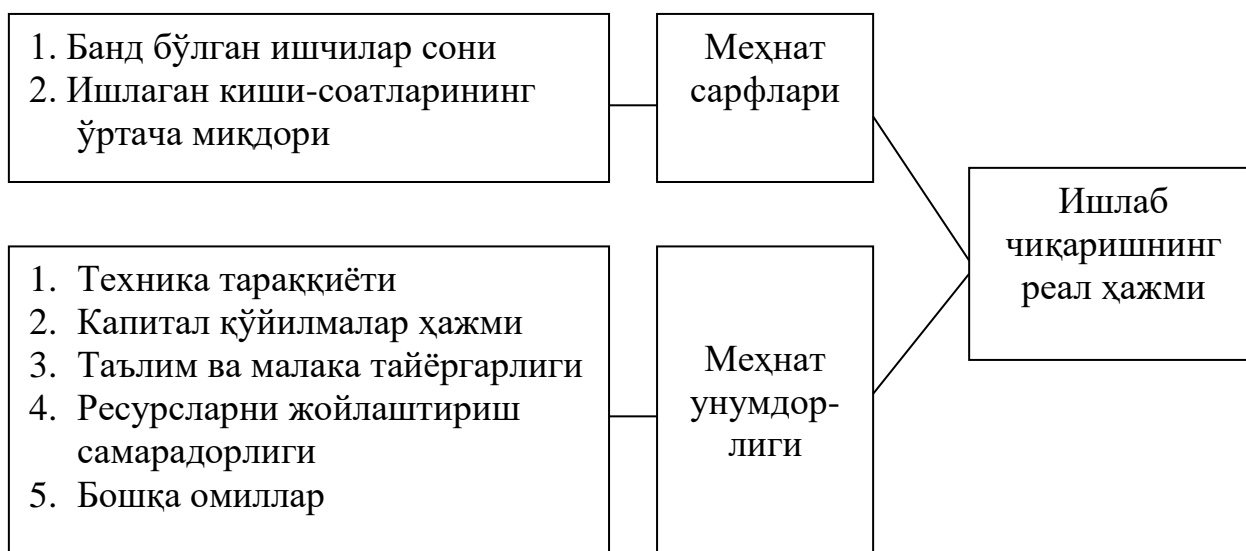 1. Банд бўлган ишчилар сони
2. Ишлаган киши-соатларининг
ўртача миқдори
Меҳнат
сарфлари
Ишлаб
чиқаришнинг
реал ҳажми
1. Техника тараққиёти
2. Капитал қўйилмалар ҳажми
3. Таълим ва малака тайёргарлиги
4. Ресурсларни жойлаштириш
самарадорлиги
5. Бошқа омиллар
Меҳнат
унумдор-
лиги